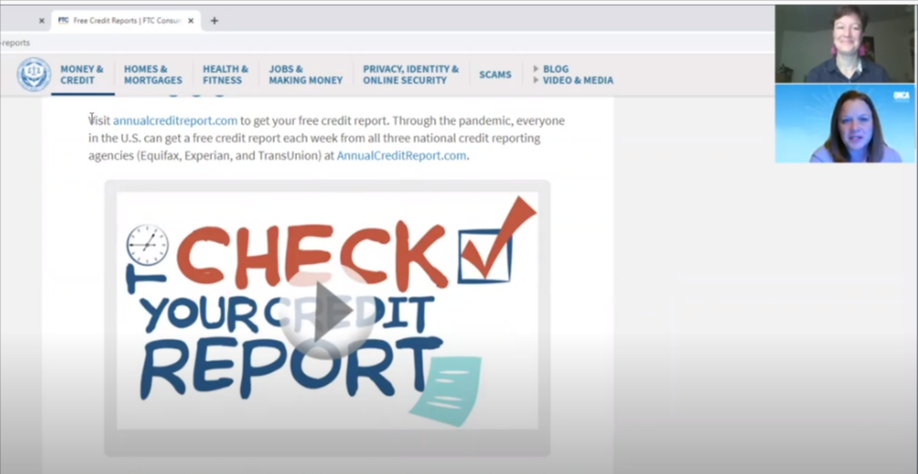 Free Credit Reports | FTC Consum
-reports
MONEY &
CREDIT
HOMES &
MORTGAGES
HEALTH &
FITNESS
JOBS &
MAKING MONEY
PRIVACY, IDENTITY &
ONLINE SECURITY
SCAMS
BLOG
VIDEO & MEDIA
Visit annualcreditreport.com to get your free credit report. Through the pandemic, everyone
in the U.S. can get a free credit report each week from all three national credit reporting
agencies (Equifax, Experian, and TransUnion) at AnnualCreditReport.com.
CHECK
YOUR CREDIT
REPORT